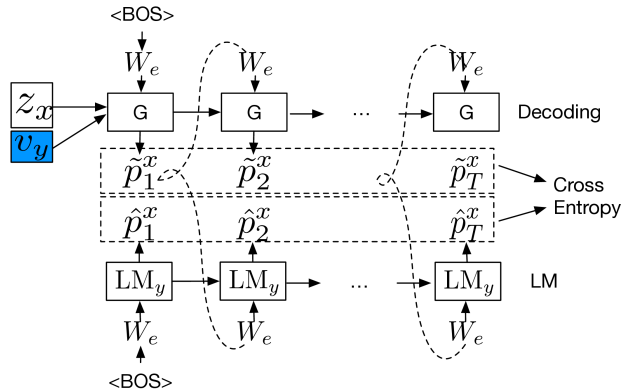 <BOS>
W_e W_e W_e
z_x G G ... G Decoding
v_y
p̃_1^x p̃_2^x p̃_T^x
Cross
Entropy
p̂_1^x p̂_2^x p̂_T^x
LM_y LM_y ... LM_y LM
W_e W_e W_e
<BOS>